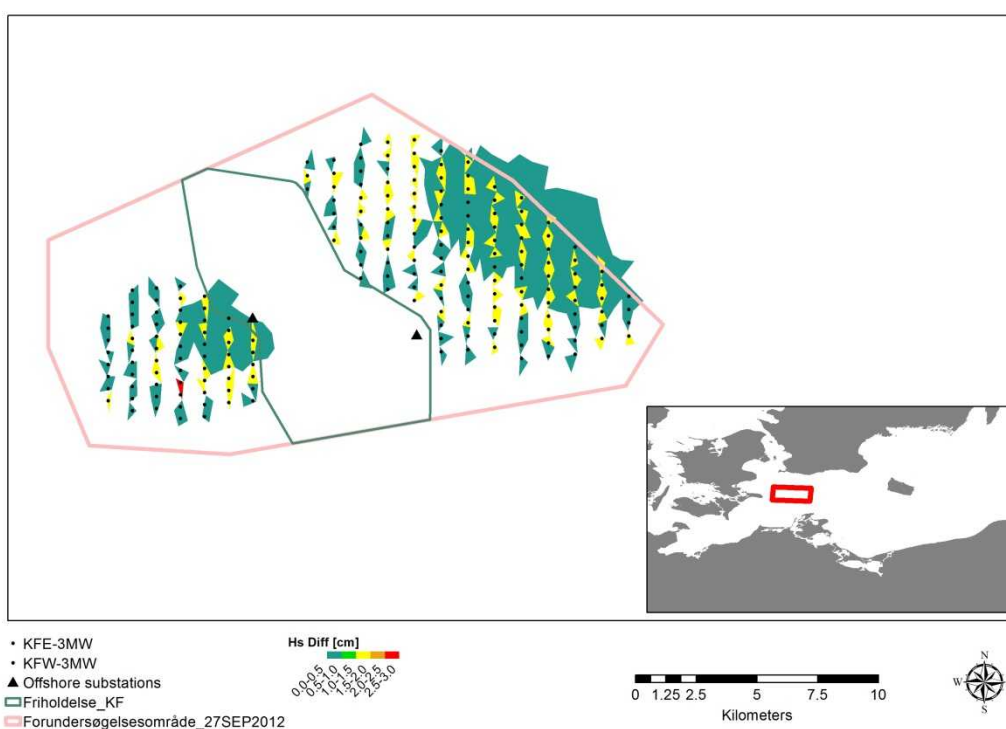 KFE-3MW
KFW-3MW
Offshore substations
Friholdelse_KF
Forundersøgelsesområde_27SEP2012
Hs Diff [cm]
0.0-0.5
0.5-1.0
1.0-1.5
1.5-2.0
2.0-2.5
2.5-3.0
0 1.25 2.5 5 7.5 10
Kilometers
N
W E
S